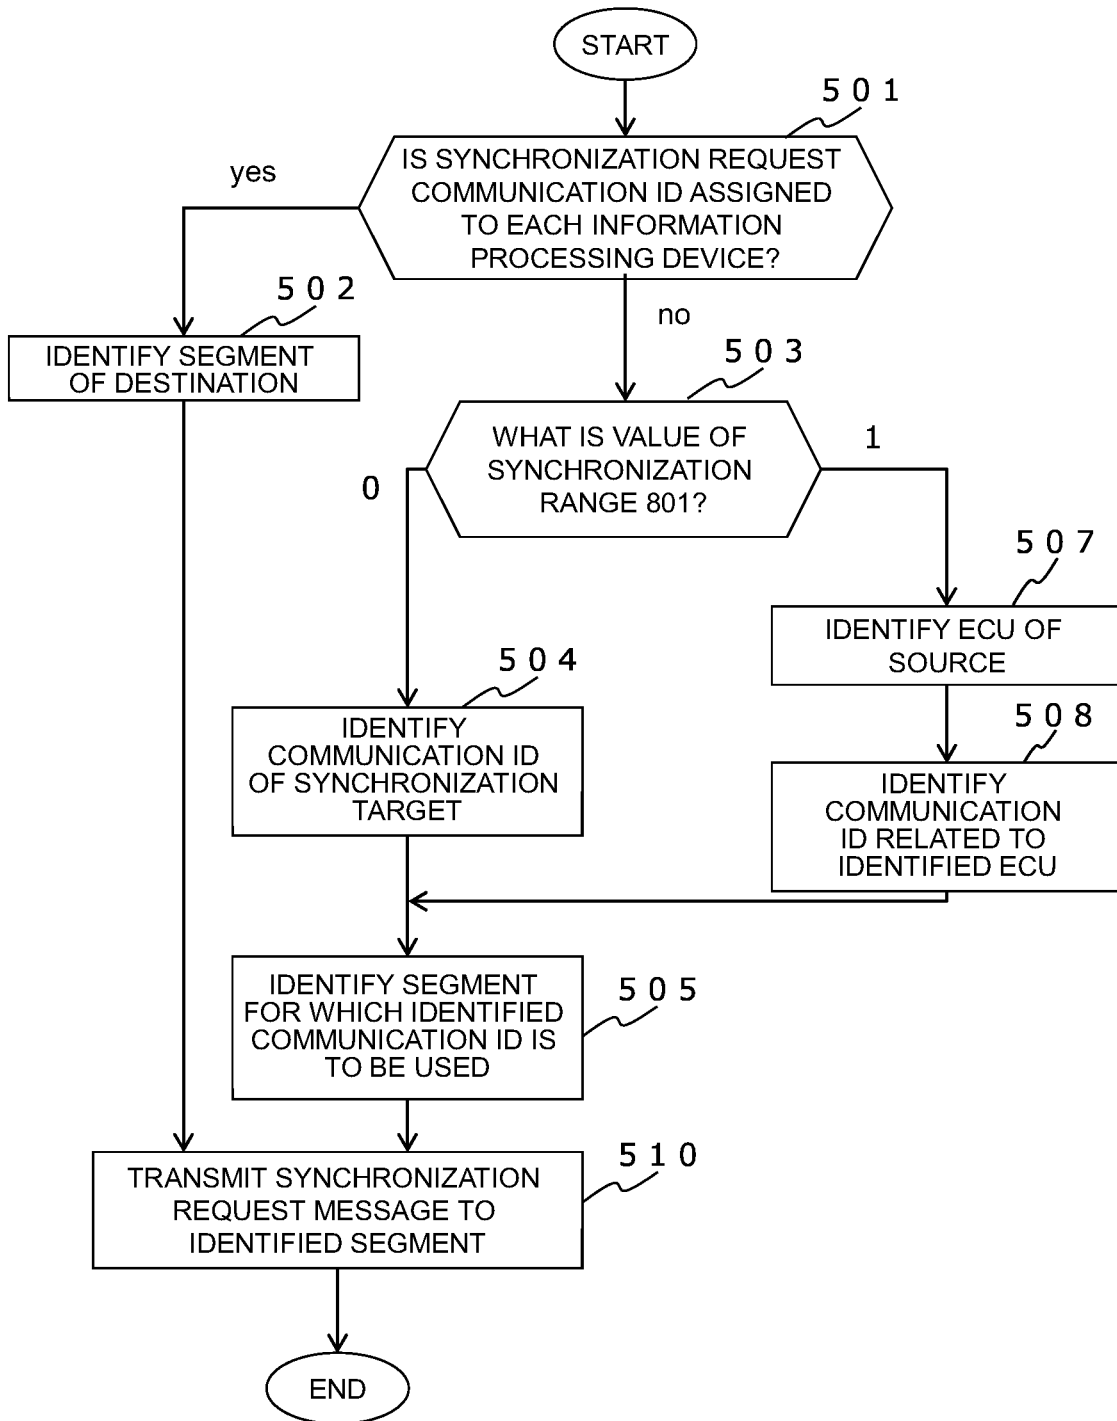 START
501
IS SYNCHRONIZATION REQUEST
COMMUNICATION ID ASSIGNED
TO EACH INFORMATION
PROCESSING DEVICE?
yes
no
502
IDENTIFY SEGMENT
OF DESTINATION
503
WHAT IS VALUE OF
SYNCHRONIZATION
RANGE 801?
0
1
507
IDENTIFY ECU OF
SOURCE
504
IDENTIFY
COMMUNICATION ID
OF SYNCHRONIZATION
TARGET
508
IDENTIFY
COMMUNICATION
ID RELATED TO
IDENTIFIED ECU
505
IDENTIFY SEGMENT
FOR WHICH IDENTIFIED
COMMUNICATION ID IS
TO BE USED
510
TRANSMIT SYNCHRONIZATION
REQUEST MESSAGE TO
IDENTIFIED SEGMENT
END